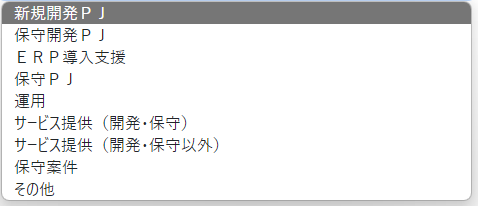 新規開発ＰＪ
保守開発ＰＪ
ＥＲＰ導入支援
保守ＰＪ
運用
サービス提供（開発・保守）
サービス提供（開発・保守以外）
保守案件
その他